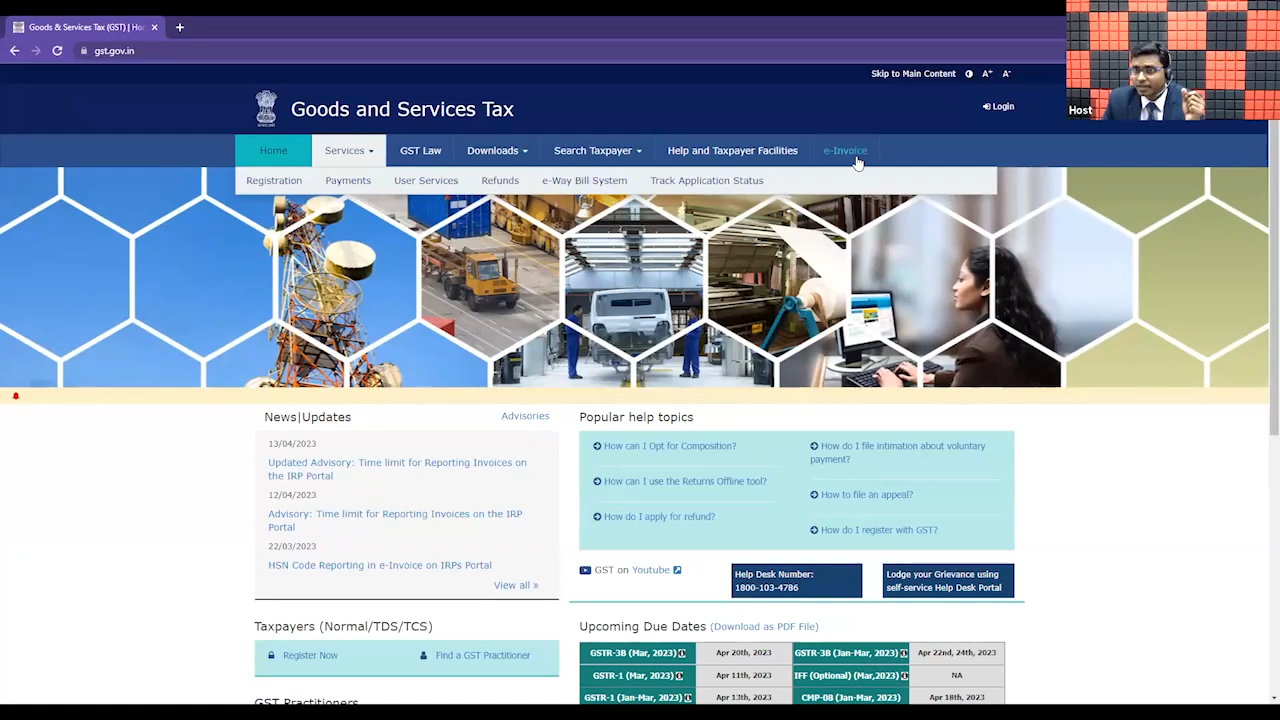 Goods & Services Tax (GST) | Ho
gst.gov.in
Skip to Main Content A+ A-
Goods and Services Tax
Login
Host
Home Services GST Law Downloads Search Taxpayer Help and Taxpayer Facilities e-Invoice
Registration Payments User Services Refunds e-Way Bill System Track Application Status
News|Updates Advisories
13/04/2023
Updated Advisory: Time limit for Reporting Invoices on
the IRP Portal
12/04/2023
Advisory: Time limit for Reporting Invoices on the IRP
Portal
22/03/2023
HSN Code Reporting in e-Invoice on IRPs Portal
View all »
Popular help topics
How can I Opt for Composition?
How can I use the Returns Offline tool?
How do I apply for refund?
How do I file intimation about voluntary
payment?
How to file an appeal?
How do I register with GST?
GST on Youtube
Help Desk Number:
1800-103-4786
Lodge your Grievance using
self-service Help Desk Portal
Taxpayers (Normal/TDS/TCS)
Register Now Find a GST Practitioner
GST Practitioners
Upcoming Due Dates (Download as PDF File)
GSTR-3B (Mar, 2023) Apr 20th, 2023 GSTR-3B (Jan-Mar, 2023) Apr 22nd, 24th, 2023
GSTR-1 (Mar, 2023) Apr 11th, 2023 IFF (Optional) (Mar,2023) NA
GSTR-1 (Jan-Mar, 2023) Apr 13th, 2023 CMP-08 (Jan-Mar, 2023) Apr 18th, 2023